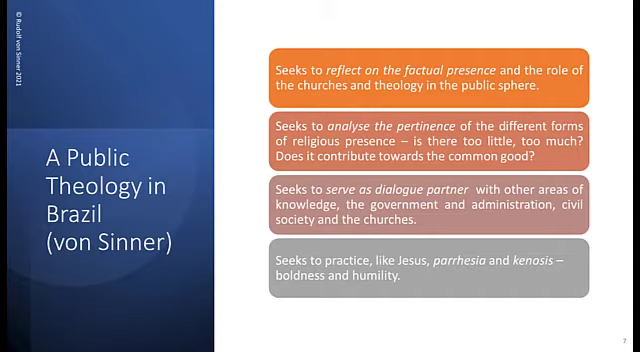 © Rudolf von Sinner 2021
A Public
Theology in
Brazil
(von Sinner)
Seeks to reflect on the factual presence and the role of
the churches and theology in the public sphere.
Seeks to analyse the pertinence of the different forms
of religious presence – is there too little, too much?
Does it contribute towards the common good?
Seeks to serve as dialogue partner with other areas of
knowledge, the government and administration, civil
society and the churches.
Seeks to practice, like Jesus, parrhesia and kenosis –
boldness and humility.
7